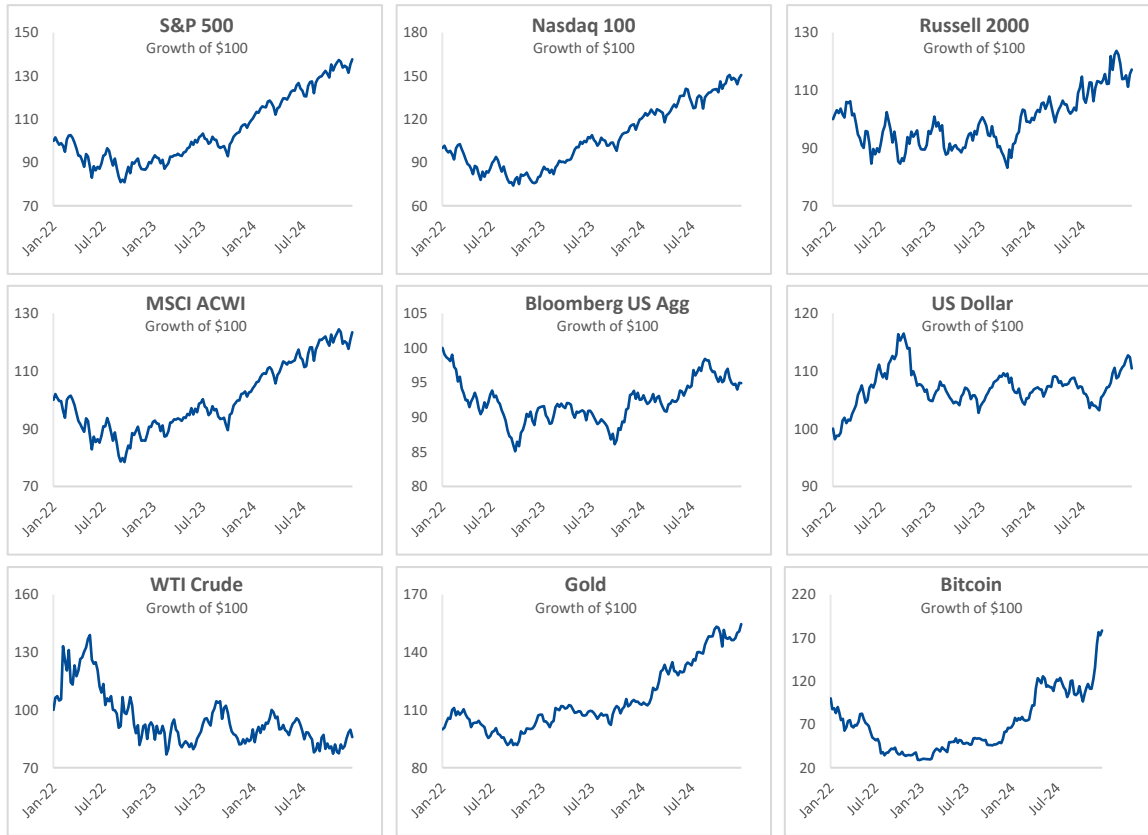 S&P 500
Growth of $100
150
130
110
90
70
Jan-22
Jul-22
Jan-23
Jul-23
Jan-24
Jul-24
Nasdaq 100
Growth of $100
180
150
120
90
60
Jan-22
Jul-22
Jan-23
Jul-23
Jan-24
Jul-24
Russell 2000
Growth of $100
130
110
90
70
Jan-22
Jul-22
Jan-23
Jul-23
Jan-24
Jul-24
MSCI ACWI
Growth of $100
130
110
90
70
Jan-22
Jul-22
Jan-23
Jul-23
Jan-24
Jul-24
Bloomberg US Agg
Growth of $100
105
100
95
90
85
80
Jan-22
Jul-22
Jan-23
Jul-23
Jan-24
Jul-24
US Dollar
Growth of $100
120
110
100
90
Jan-22
Jul-22
Jan-23
Jul-23
Jan-24
Jul-24
WTI Crude
Growth of $100
160
130
100
70
Jan-22
Jul-22
Jan-23
Jul-23
Jan-24
Jul-24
Gold
Growth of $100
170
140
110
80
Jan-22
Jul-22
Jan-23
Jul-23
Jan-24
Jul-24
Bitcoin
Growth of $100
220
170
120
70
20
Jan-22
Jul-22
Jan-23
Jul-23
Jan-24
Jul-24